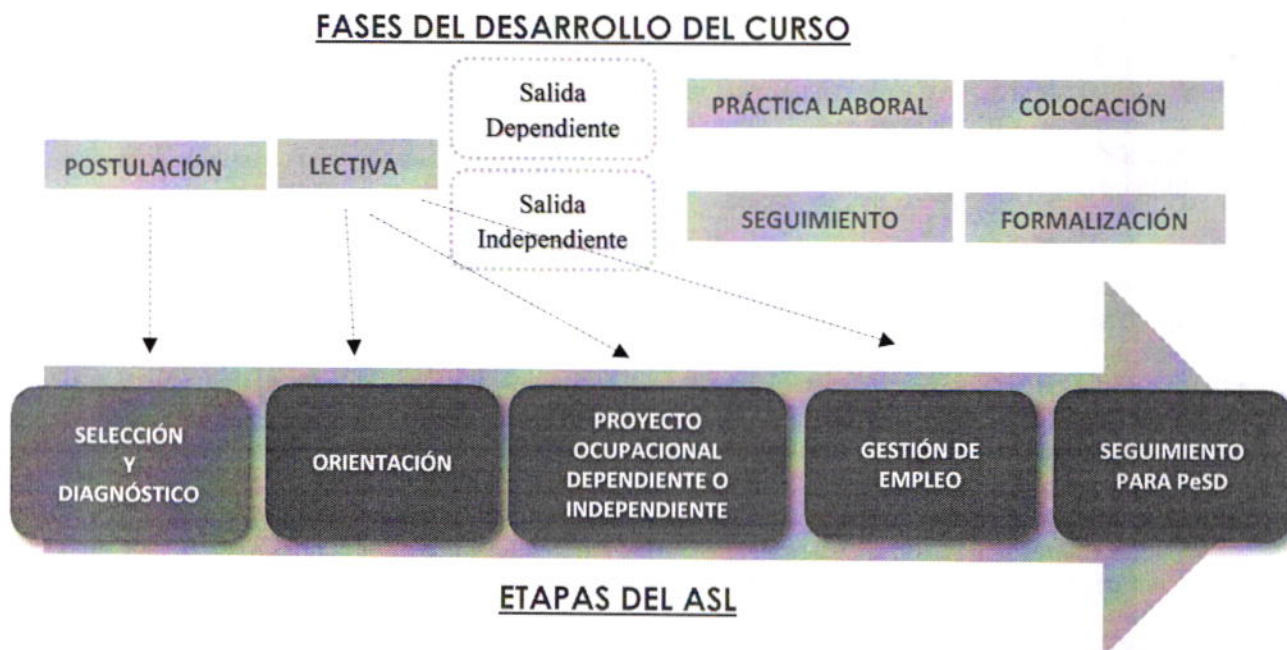 FASES DEL DESARROLLO DEL CURSO
Salida
Dependiente
PRÁCTICA LABORAL
COLOCACIÓN
POSTULACIÓN
LECTIVA
Salida
Independiente
SEGUIMIENTO
FORMALIZACIÓN
SELECCIÓN
Y
DIAGNÓSTICO
ORIENTACIÓN
PROYECTO
OCUPACIONAL
DEPENDIENTE O
INDEPENDIENTE
GESTIÓN DE
EMPLEO
SEGUIMIENTO
PARA PeSD
ETAPAS DEL ASL